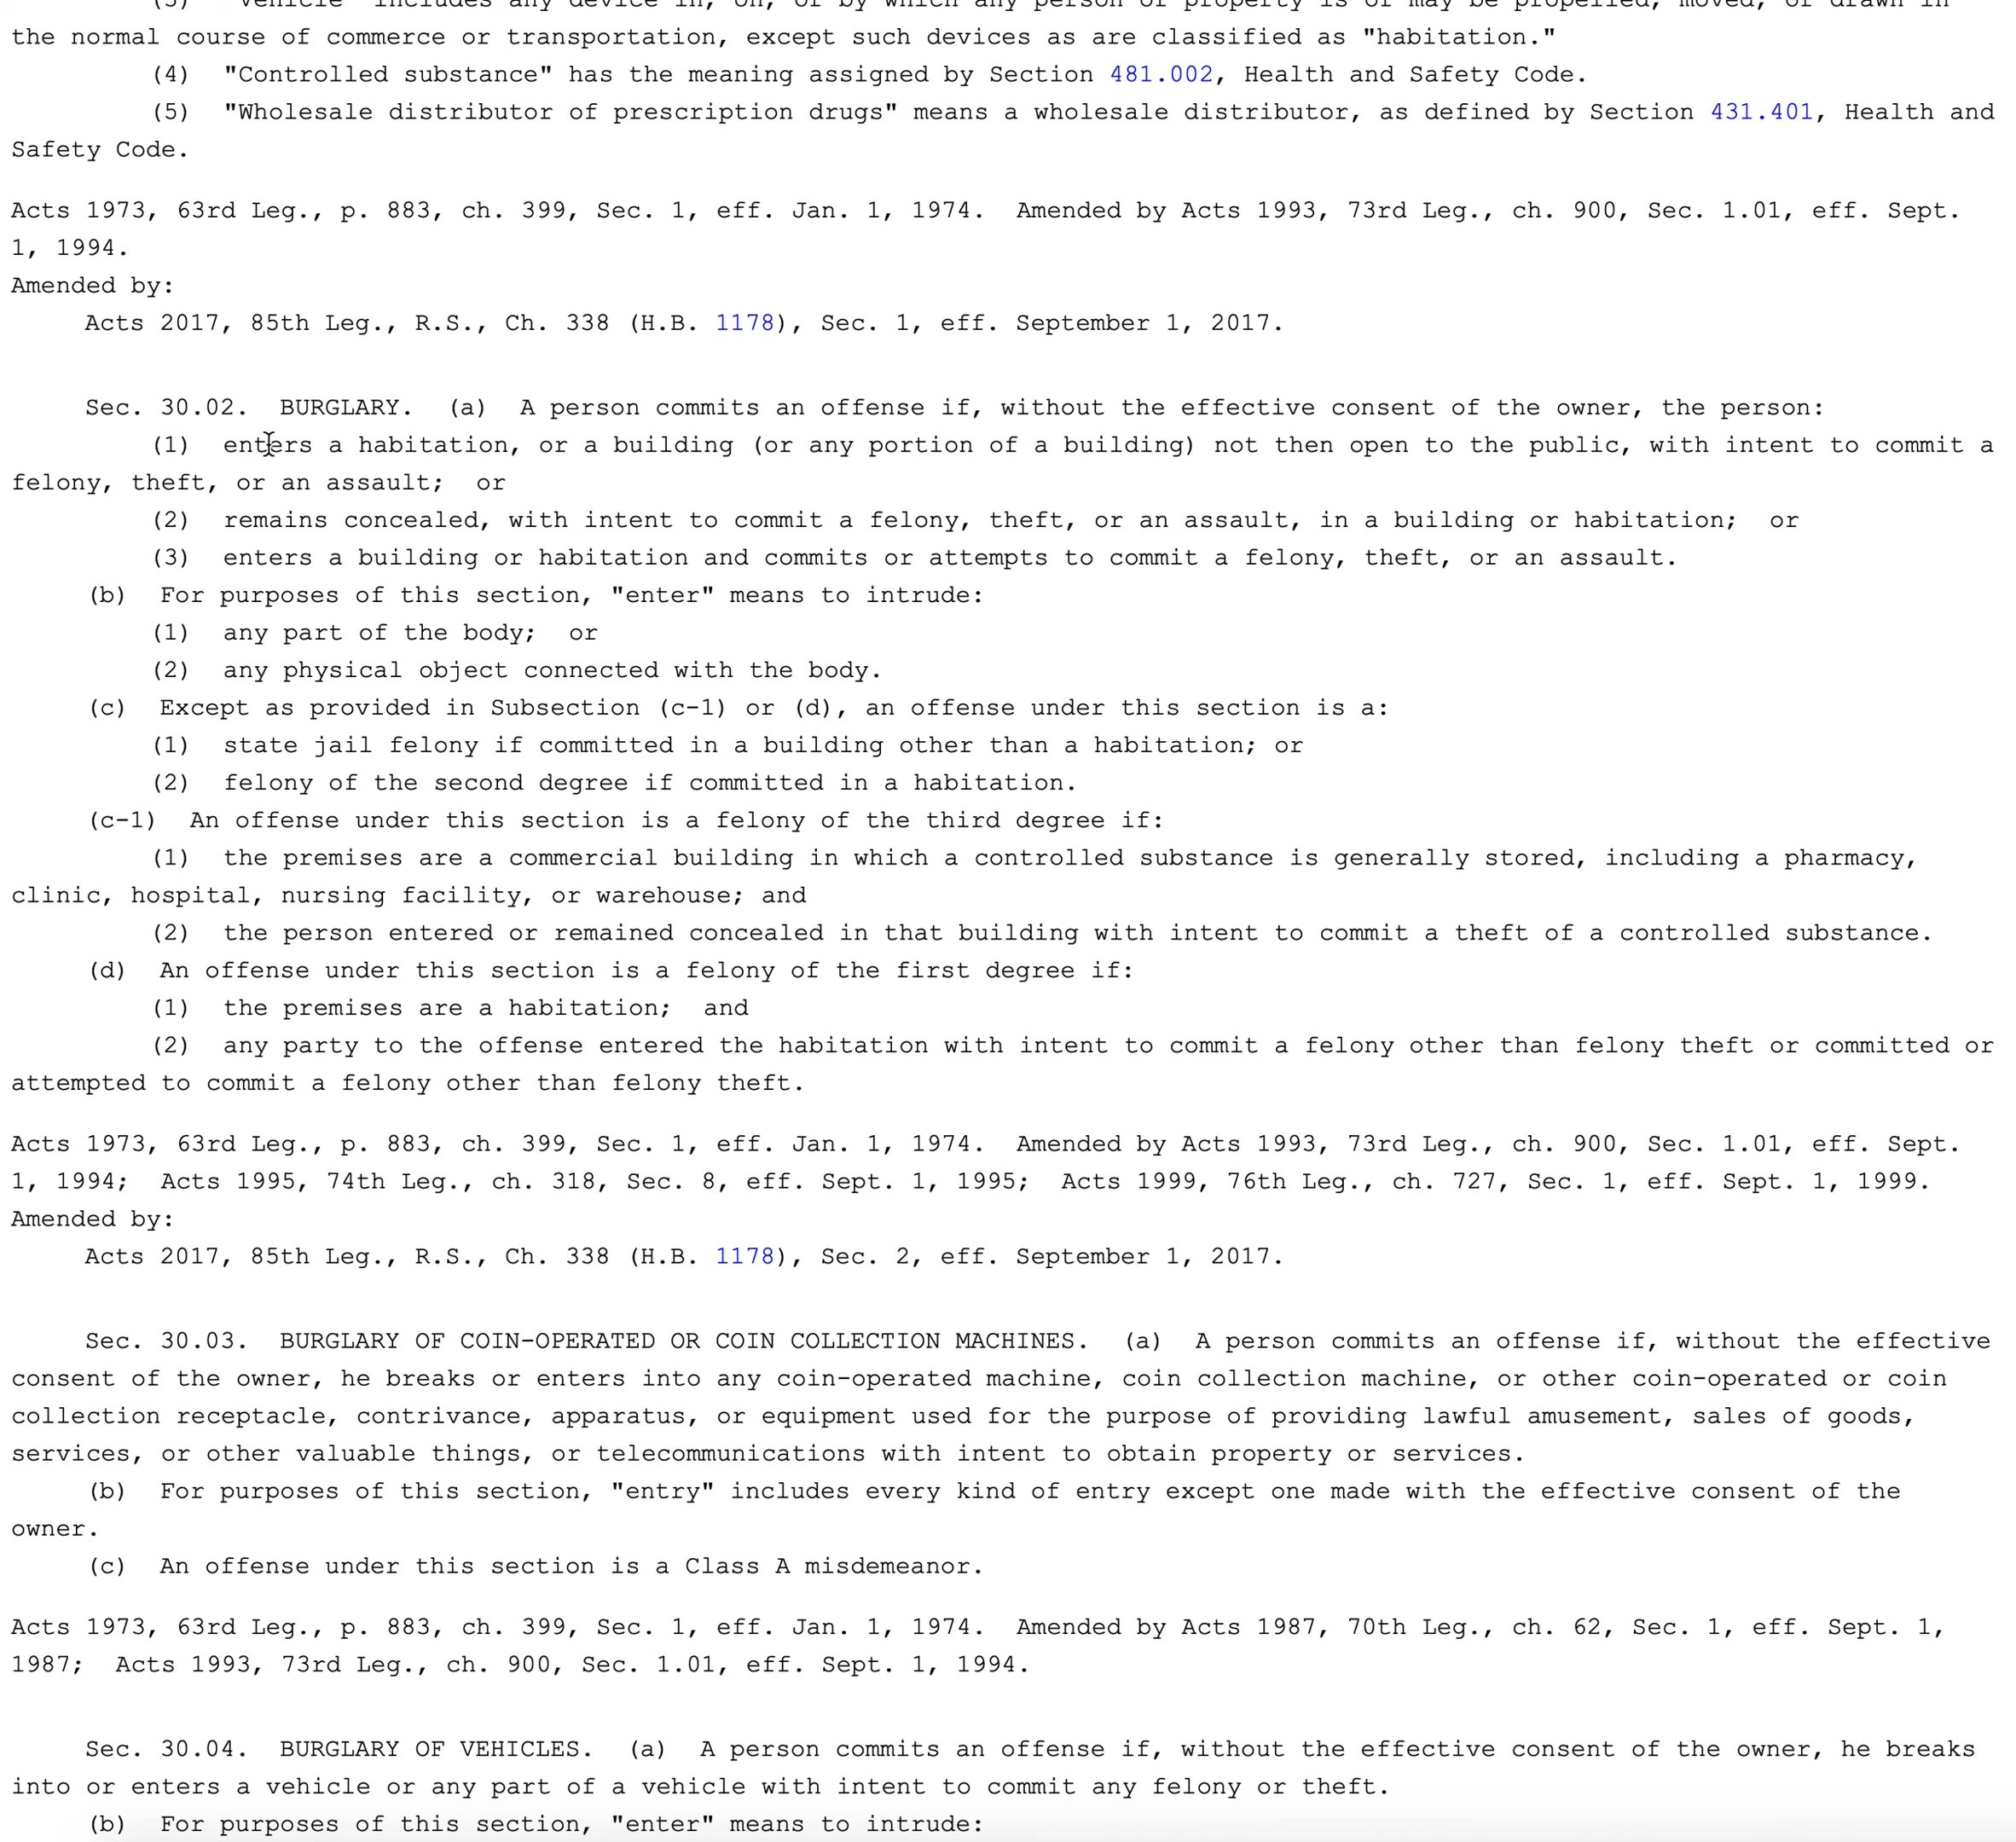 (3) "Vehicle" includes any device in, on, or by which any person or property is or may be propelled, moved, or drawn in
the normal course of commerce or transportation, except such devices as are classified as "habitation."
(4) "Controlled substance" has the meaning assigned by Section 481.002, Health and Safety Code.
(5) "Wholesale distributor of prescription drugs" means a wholesale distributor, as defined by Section 431.401, Health and
Safety Code.
Acts 1973, 63rd Leg., p. 883, ch. 399, Sec. 1, eff. Jan. 1, 1974. Amended by Acts 1993, 73rd Leg., ch. 900, Sec. 1.01, eff. Sept.
1, 1994.
Amended by:
Acts 2017, 85th Leg., R.S., Ch. 338 (H.B. 1178), Sec. 1, eff. September 1, 2017.
Sec. 30.02. BURGLARY. (a) A person commits an offense if, without the effective consent of the owner, the person:
(1) enters a habitation, or a building (or any portion of a building) not then open to the public, with intent to commit a
felony, theft, or an assault; or
(2) remains concealed, with intent to commit a felony, theft, or an assault, in a building or habitation; or
(3) enters a building or habitation and commits or attempts to commit a felony, theft, or an assault.
(b) For purposes of this section, "enter" means to intrude:
(1) any part of the body; or
(2) any physical object connected with the body.
(c) Except as provided in Subsection (c-1) or (d), an offense under this section is a:
(1) state jail felony if committed in a building other than a habitation; or
(2) felony of the second degree if committed in a habitation.
(c-1) An offense under this section is a felony of the third degree if:
(1) the premises are a commercial building in which a controlled substance is generally stored, including a pharmacy,
clinic, hospital, nursing facility, or warehouse; and
(2) the person entered or remained concealed in that building with intent to commit a theft of a controlled substance.
(d) An offense under this section is a felony of the first degree if:
(1) the premises are a habitation; and
(2) any party to the offense entered the habitation with intent to commit a felony other than felony theft or committed or
attempted to commit a felony other than felony theft.
Acts 1973, 63rd Leg., p. 883, ch. 399, Sec. 1, eff. Jan. 1, 1974. Amended by Acts 1993, 73rd Leg., ch. 900, Sec. 1.01, eff. Sept.
1, 1994; Acts 1995, 74th Leg., ch. 318, Sec. 8, eff. Sept. 1, 1995; Acts 1999, 76th Leg., ch. 727, Sec. 1, eff. Sept. 1, 1999.
Amended by:
Acts 2017, 85th Leg., R.S., Ch. 338 (H.B. 1178), Sec. 2, eff. September 1, 2017.
Sec. 30.03. BURGLARY OF COIN-OPERATED OR COIN COLLECTION MACHINES. (a) A person commits an offense if, without the effective
consent of the owner, he breaks or enters into any coin-operated machine, coin collection machine, or other coin-operated or coin
collection receptacle, contrivance, apparatus, or equipment used for the purpose of providing lawful amusement, sales of goods,
services, or other valuable things, or telecommunications with intent to obtain property or services.
(b) For purposes of this section, "entry" includes every kind of entry except one made with the effective consent of the
owner.
(c) An offense under this section is a Class A misdemeanor.
Acts 1973, 63rd Leg., p. 883, ch. 399, Sec. 1, eff. Jan. 1, 1974. Amended by Acts 1987, 70th Leg., ch. 62, Sec. 1, eff. Sept. 1,
1987; Acts 1993, 73rd Leg., ch. 900, Sec. 1.01, eff. Sept. 1, 1994.
Sec. 30.04. BURGLARY OF VEHICLES. (a) A person commits an offense if, without the effective consent of the owner, he breaks
into or enters a vehicle or any part of a vehicle with intent to commit any felony or theft.
(b) For purposes of this section, "enter" means to intrude: